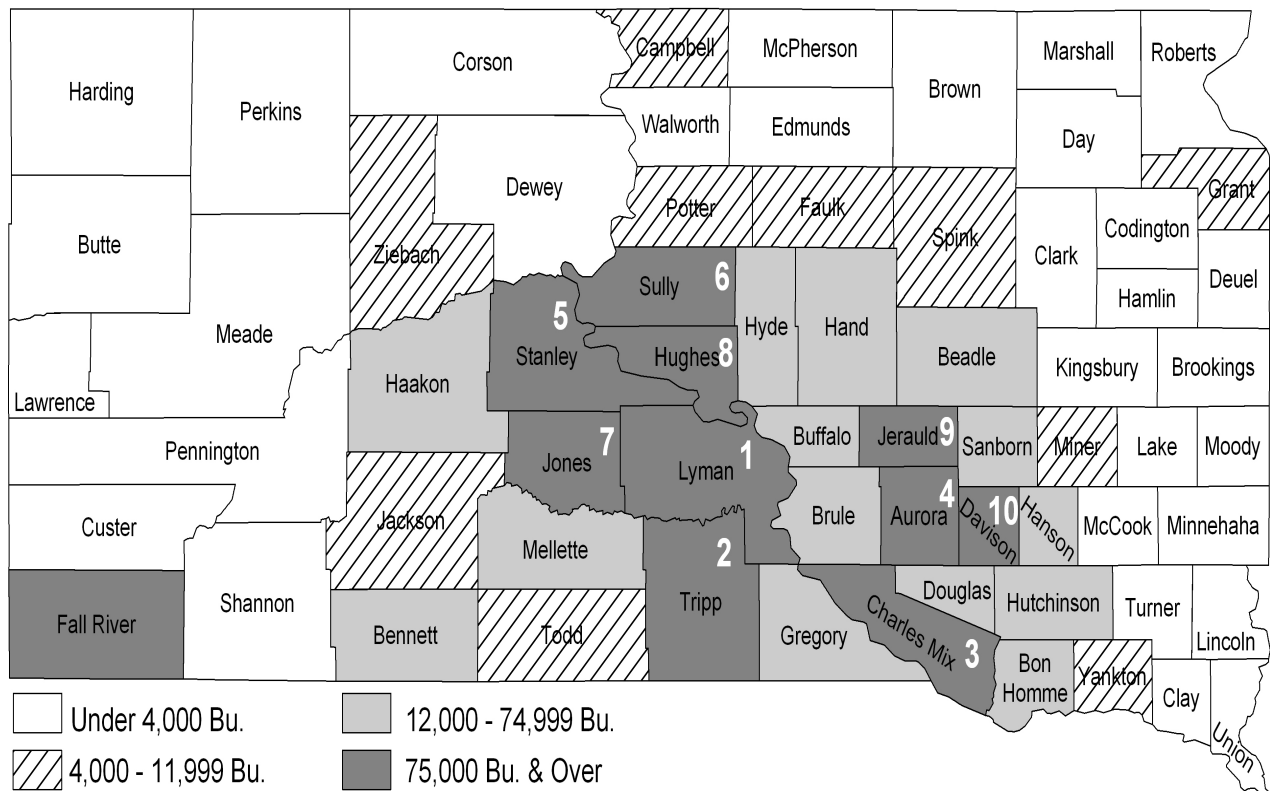 Harding
Perkins
Corson
Campbell
McPherson
Brown
Marshall
Roberts
Walworth
Edmunds
Day
Butte
Ziebach
Dewey
Potter
Faulk
Spink
Grant
Clark
Codington
Hamlin
Deuel
Meade
Sully 6
5
Stanley
Hughes 8
Hyde
Hand
Beadle
Kingsbury
Brookings
Lawrence
Haakon
Pennington
Jones 7
Lyman 1
Buffalo
Jerauld 9
Sanborn
Miner
Lake
Moody
Custer
Jackson
Mellette
Brule
Aurora 4
Davison 10
Hanson
McCook
Minnehaha
Fall River
Shannon
Bennett
Todd
Tripp 2
Gregory
Charles Mix 3
Douglas
Hutchinson
Turner
Lincoln
Bon
Homme
Yankton
Clay
Union
Under 4,000 Bu.
12,000 - 74,999 Bu.
4,000 - 11,999 Bu.
75,000 Bu. & Over